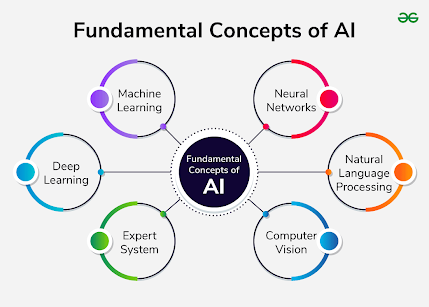 Fundamental Concepts of AI
Machine
Learning
Neural
Networks
Deep
Learning
Fundamental
Concepts of
AI
Natural
Language
Processing
Expert
System
Computer
Vision